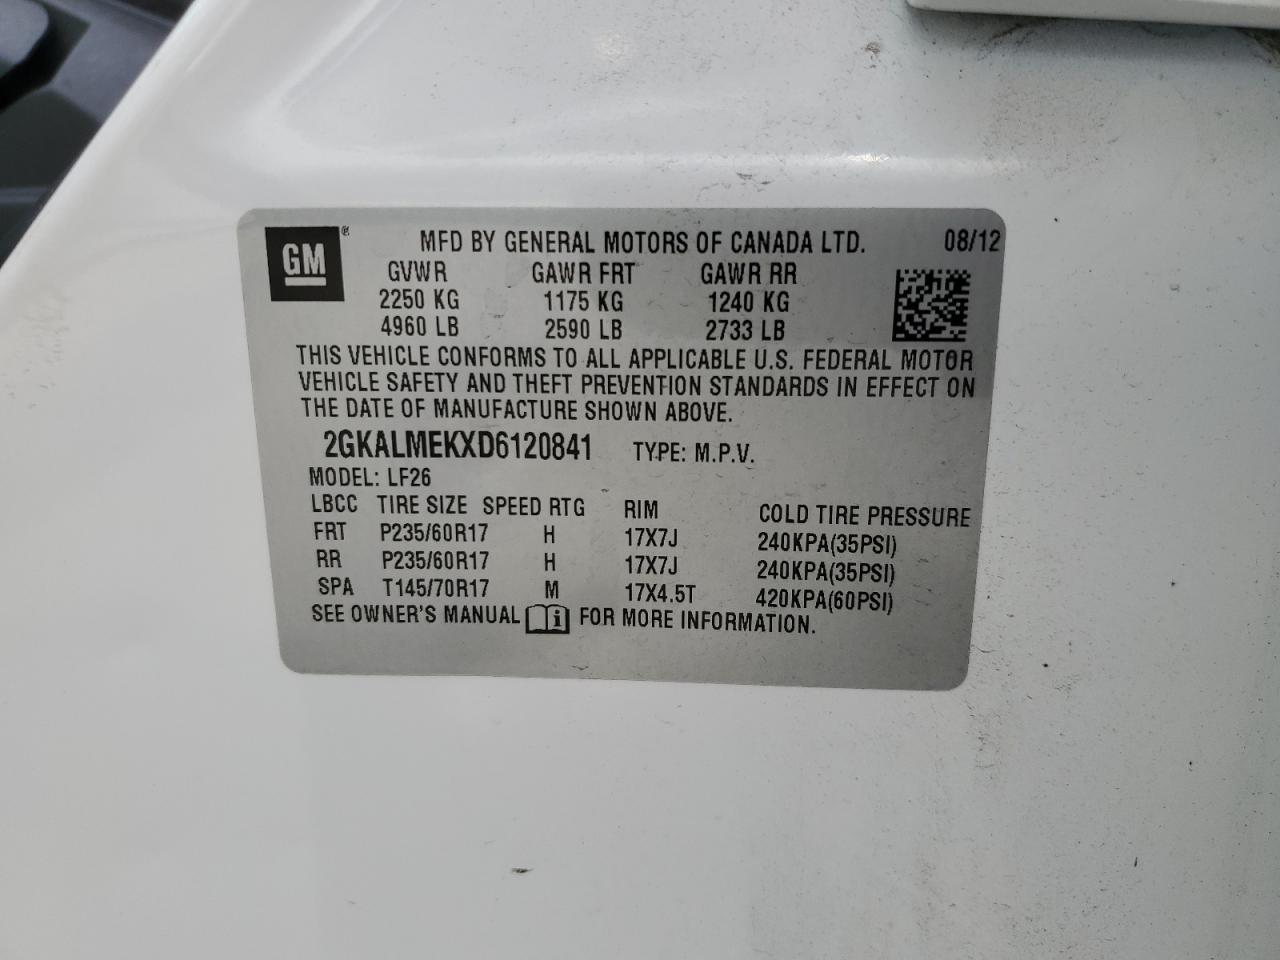 GM® MFD BY GENERAL MOTORS OF CANADA LTD. 08/12
GVWR GAWR FRT GAWR RR
2250 KG 1175 KG 1240 KG
4960 LB 2590 LB 2733 LB
THIS VEHICLE CONFORMS TO ALL APPLICABLE U.S. FEDERAL MOTOR
VEHICLE SAFETY AND THEFT PREVENTION STANDARDS IN EFFECT ON
THE DATE OF MANUFACTURE SHOWN ABOVE.
2GKALMEKXD6120841 TYPE: M.P.V.
MODEL: LF26
LBCC TIRE SIZE SPEED RTG RIM COLD TIRE PRESSURE
FRT P235/60R17 H 17X7J 240KPA(35PSI)
RR P235/60R17 H 17X7J 240KPA(35PSI)
SPA T145/70R17 M 17X4.5T 420KPA(60PSI)
SEE OWNER'S MANUAL i FOR MORE INFORMATION.